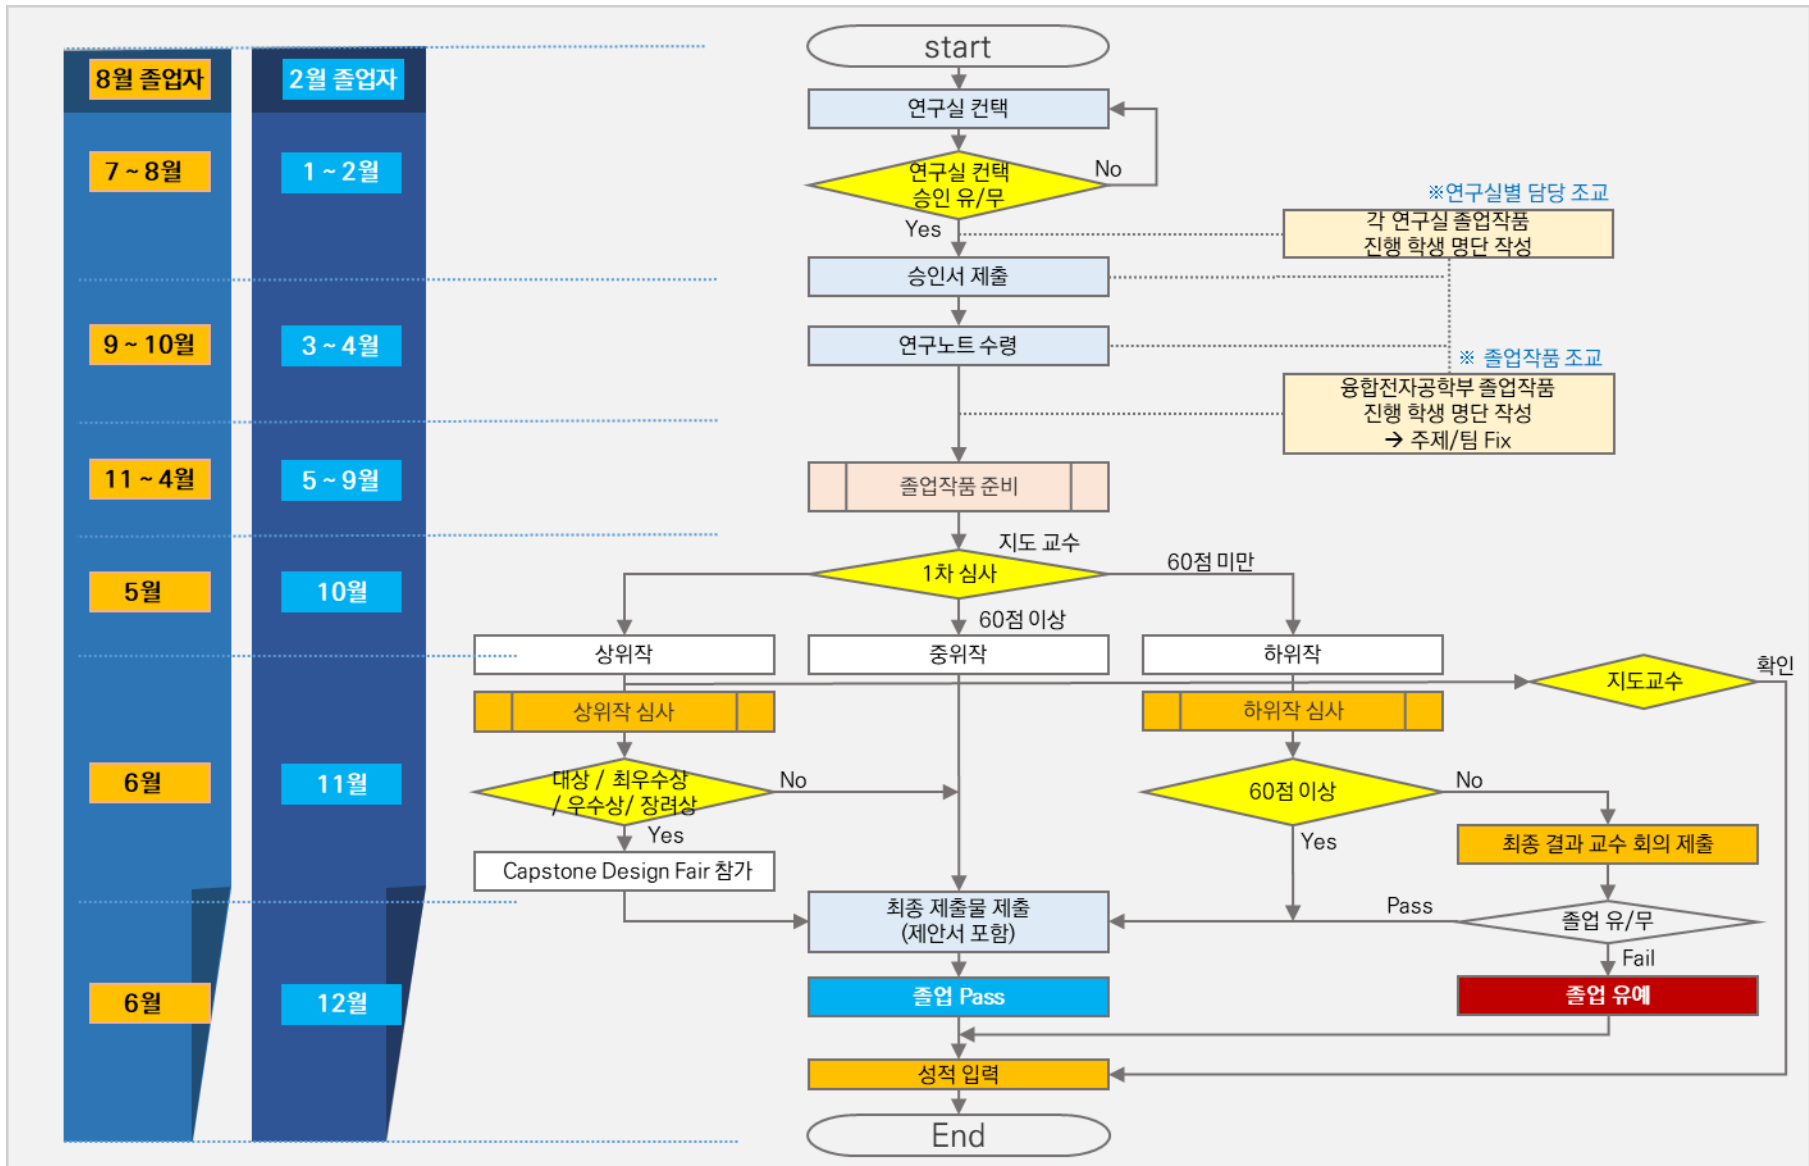 start
8월 졸업자
2월 졸업자
연구실 컨택
7 ~ 8월
1 ~ 2월
연구실 컨택
승인 유/무
No
Yes
※연구실별 담당 조교
각 연구실 졸업작품
진행 학생 명단 작성
승인서 제출
9 ~ 10월
3 ~ 4월
연구노트 수령
※ 졸업작품 조교
융합전자공학부 졸업작품
진행 학생 명단 작성
→ 주제/팀 Fix
11 ~ 4월
5 ~ 9월
졸업작품 준비
지도 교수
5월
10월
1차 심사
60점 미만
60점 이상
상위작
중위작
하위작
지도교수
확인
상위작 심사
하위작 심사
6월
11월
대상 / 최우수상
/ 우수상/ 장려상
No
Yes
60점 이상
No
Yes
최종 결과 교수 회의 제출
Capstone Design Fair 참가
최종 제출물 제출
(제안서 포함)
Pass
졸업 유/무
Fail
6월
12월
졸업 Pass
졸업 유예
성적 입력
End